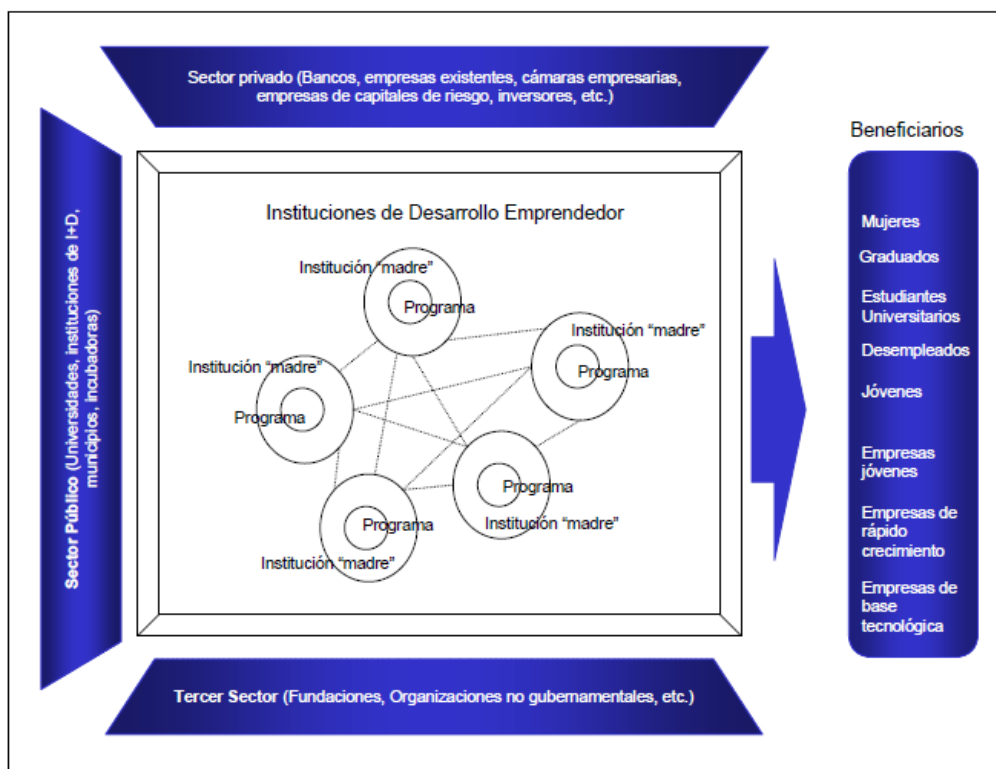 Sector privado (Bancos, empresas existentes, cámaras empresarias,
empresas de capitales de riesgo, inversores, etc.)
Sector Público (Universidades, instituciones de I+D,
municipios, incubadoras)
Instituciones de Desarrollo Emprendedor
Institución “madre”
Programa
Institución “madre”
Programa
Institución “madre”
Programa
Programa
Institución “madre”
Programa
Institución “madre”
Beneficiarios
Mujeres
Graduados
Estudiantes
Universitarios
Desempleados
Jóvenes
Empresas
jóvenes
Empresas de
rápido
crecimiento
Empresas de
base
tecnológica
Tercer Sector (Fundaciones, Organizaciones no gubernamentales, etc.)